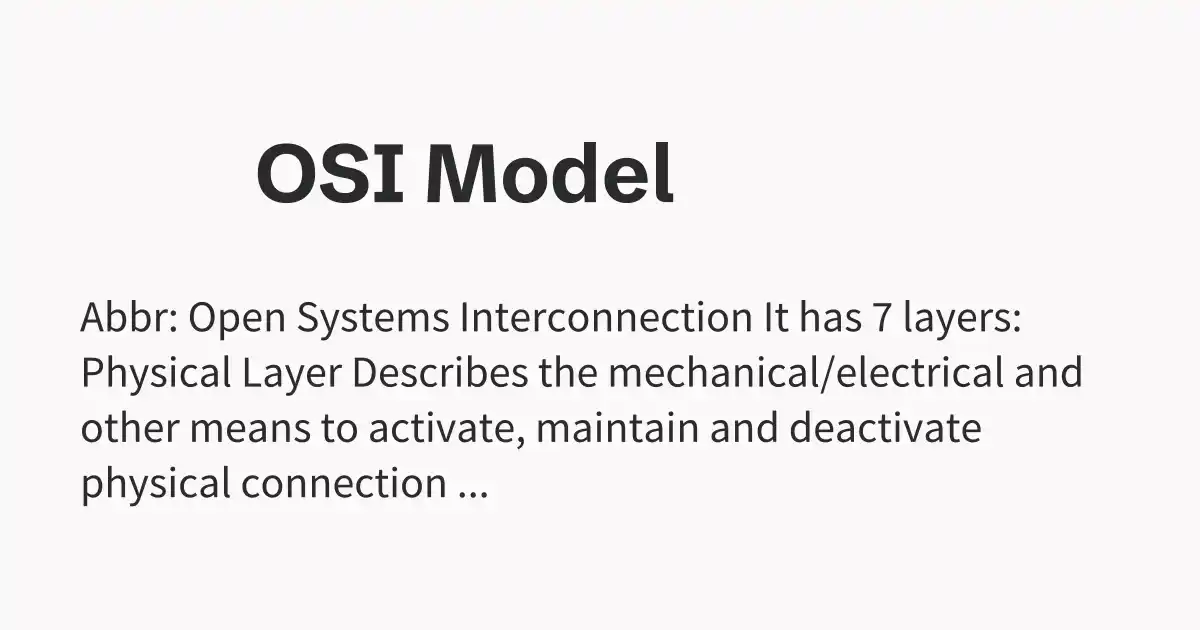 OSI Model
Abbr: Open Systems Interconnection It has 7 layers:
Physical Layer Describes the mechanical/electrical and
other means to activate, maintain and deactivate
physical connection ...